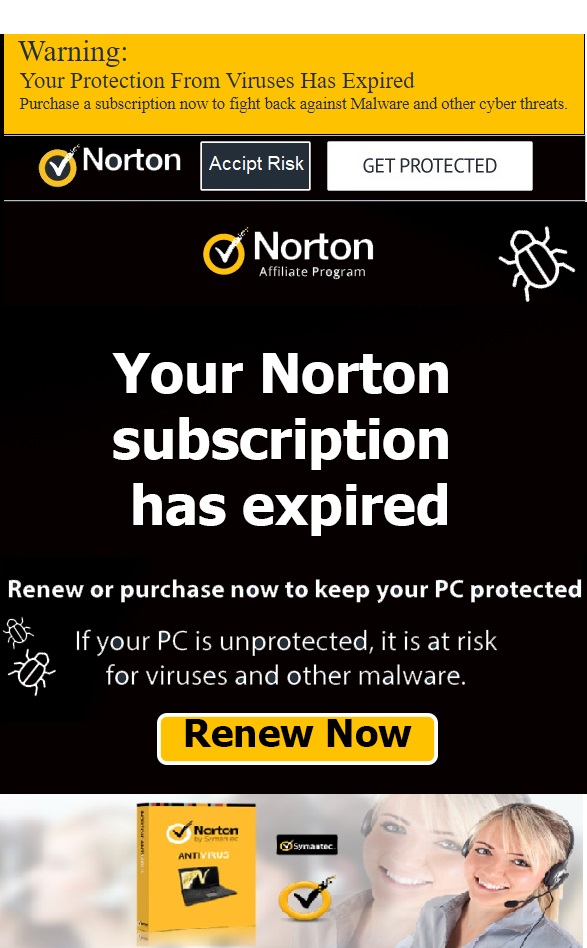 Warning:
Your Protection From Viruses Has Expired
Purchase a subscription now to fight back against Malware and other cyber threats.
Norton
Accipt Risk
GET PROTECTED
Norton
Affiliate Program
Your Norton
subscription
has expired
Renew or purchase now to keep your PC protected
If your PC is unprotected, it is at risk
for viruses and other malware.
Renew Now
Norton
by Symantec
ANTIVIRUS
Symantec.